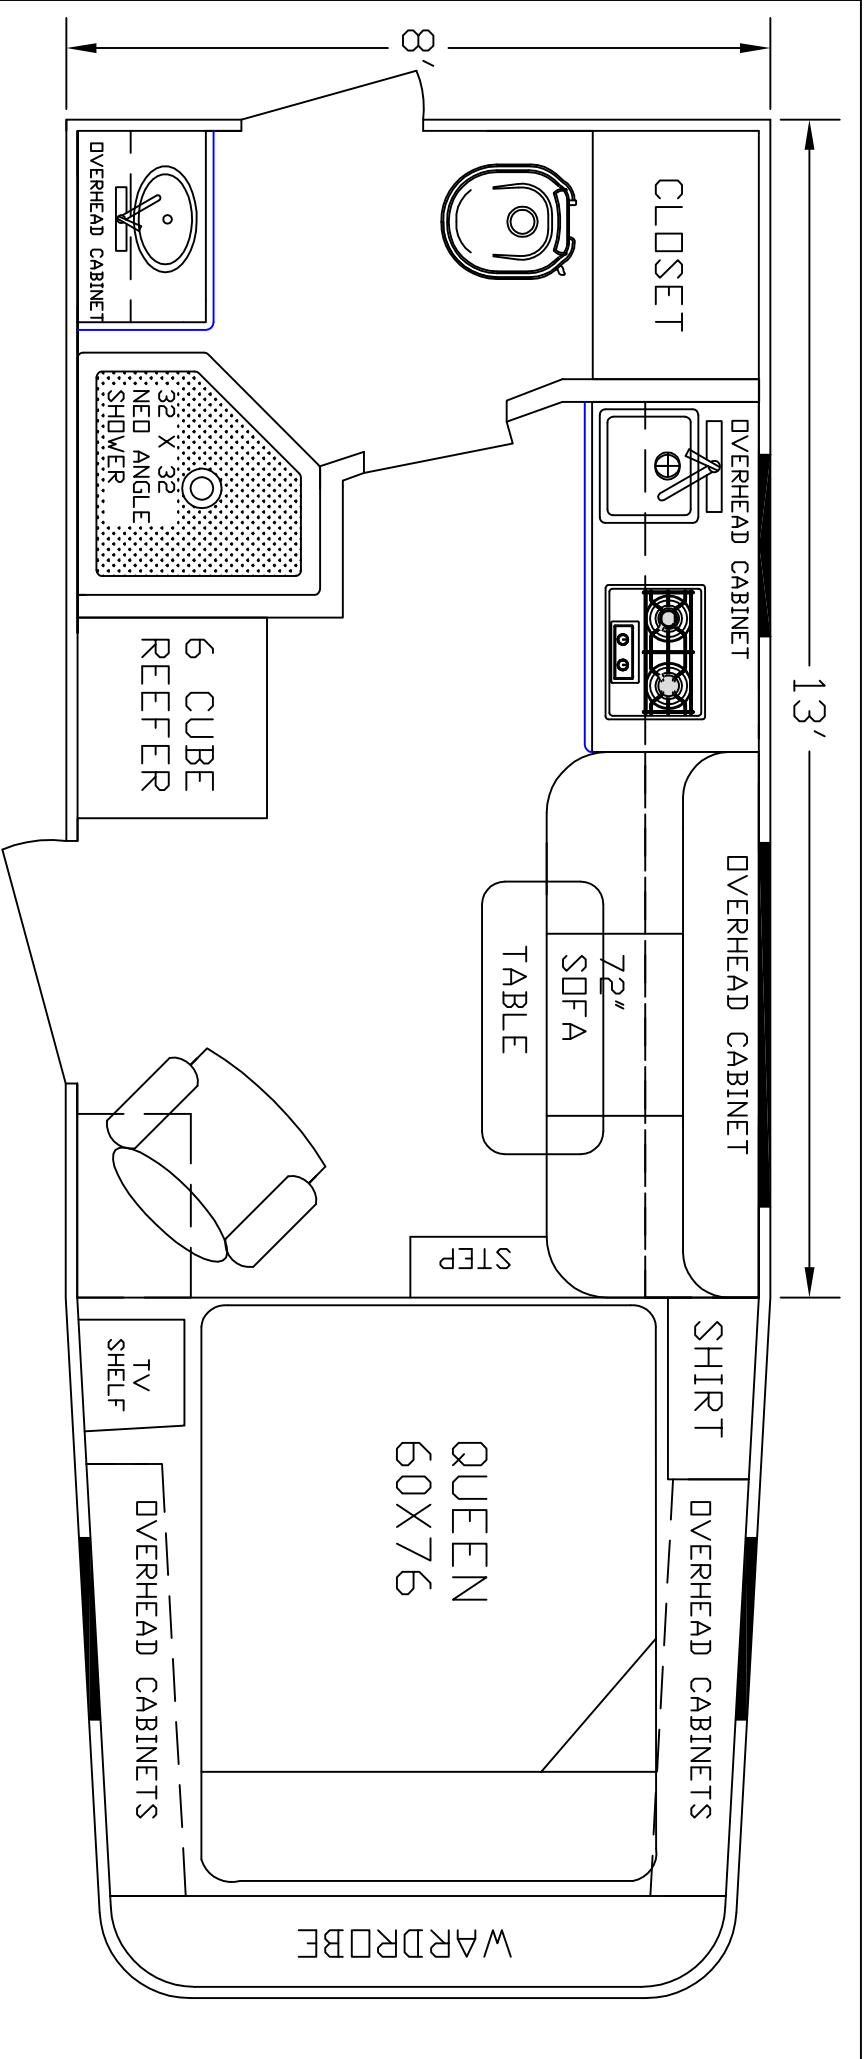 8'
13'
OVERHEAD CABINET
CLOSET
32 X 32
NEO ANGLE
SHOWER
OVERHEAD CABINET
6 CUBE
REEFER
OVERHEAD CABINET
72"
SOFA
TABLE
STEP
TV
SHELF
SHIRT
QUEEN
60X76
OVERHEAD CABINETS
OVERHEAD CABINETS
WARDROBE